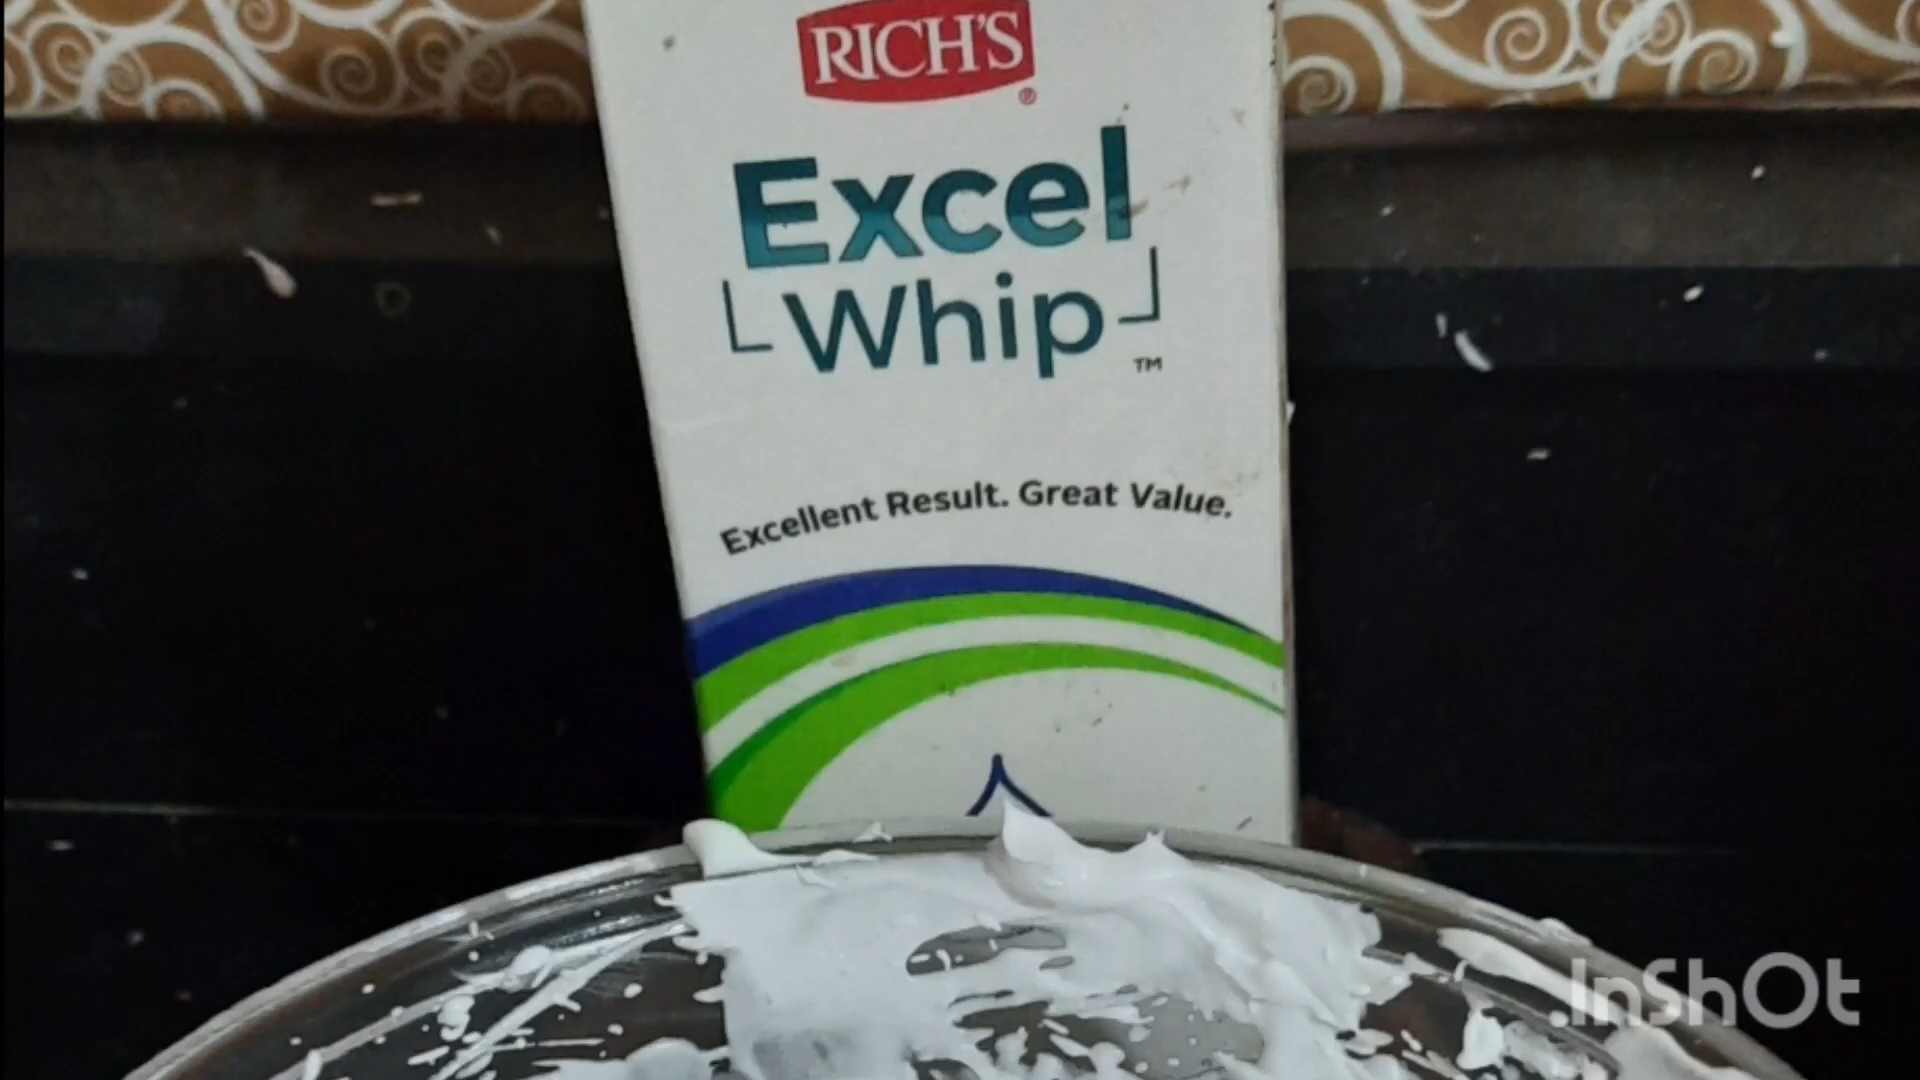 RICH'S
®
Excel
Whip
™
Excellent Result. Great Value.
InShOt